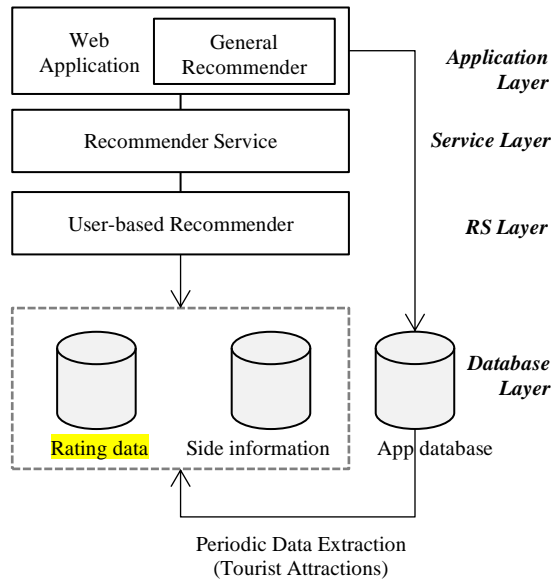 Web
Application
General
Recommender
Application
Layer
Recommender Service
Service Layer
User-based Recommender
RS Layer
Database
Layer
Rating data
Side information
App database
Periodic Data Extraction
(Tourist Attractions)